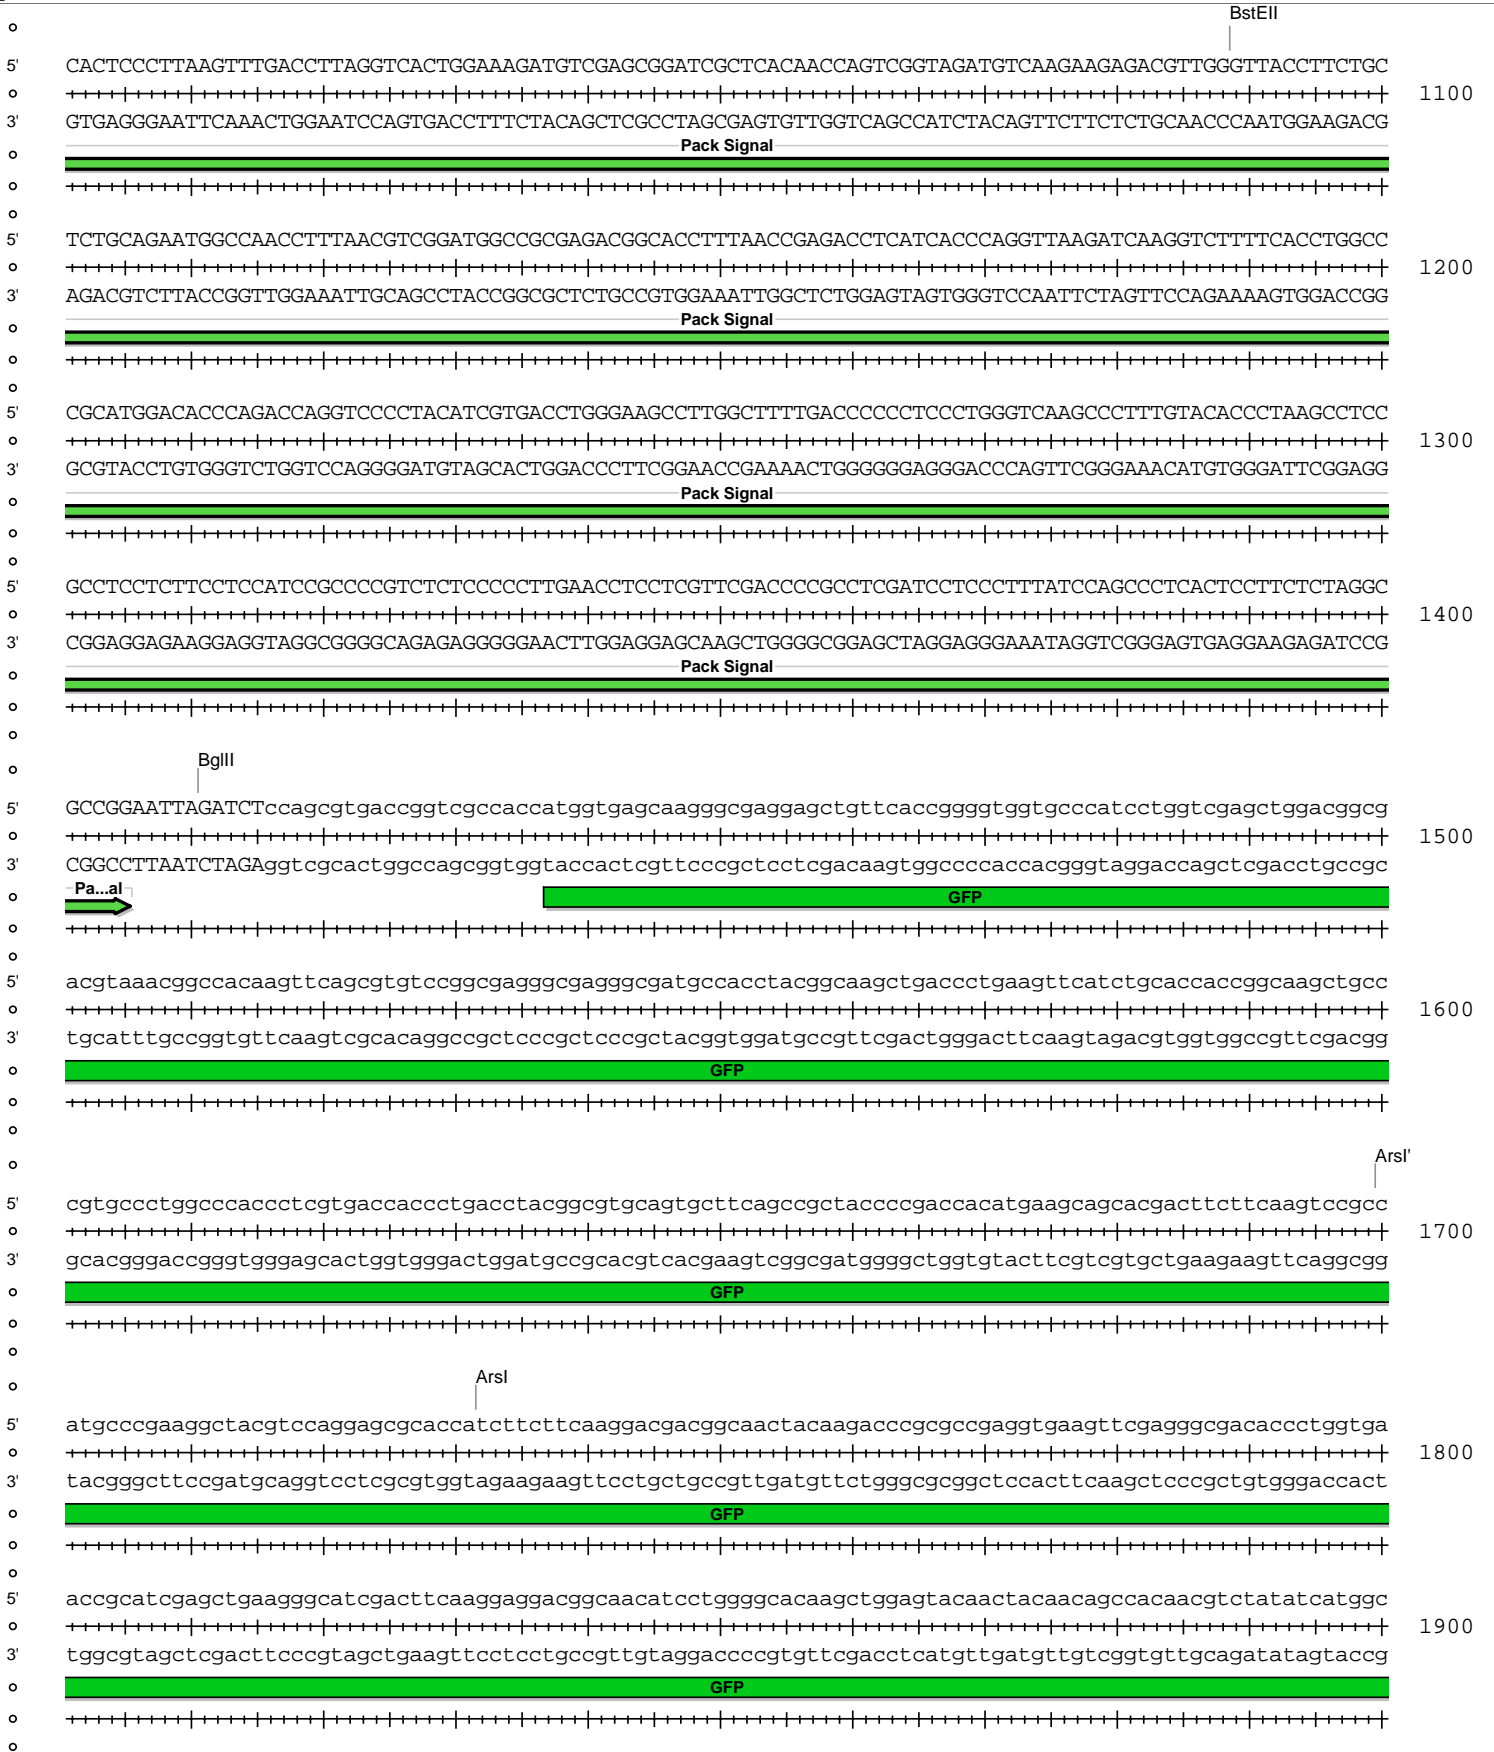 BstEII
5' CACTCCCTTAAGTTTGACCTTAGGTCACTGGAAAGATGTCGAGCGGATCGCTCACAACCAGTCGGTAGATGTCAAGAAGAGACGTTGGGTTACCTTCTGC
1100
3' GTGAGGGAATTCAAACTGGAATCCAGTGACCTTTCTACAGCTCGCCTAGCGAGTGTTGGTCAGCCATCTACAGTTCTTCTCTGCAACCCAATGGAAGACG
Pack Signal
5' TCTGCAGAATGGCCAACCTTTAACGTCGGATGGCCGCGAGACGGCACCTTTAACCGAGACCTCATCACCCAGGTTAAGATCAAGGTCTTTTCACCTGGCC
1200
3' AGACGTCTTACCGGTTGGAAATTGCAGCCTACCGGCGCTCTGCCGTGGAAATTGGCTCTGGAGTAGTGGGTCCAATTCTAGTTCCAGAAAAGTGGACCGG
Pack Signal
5' CGCATGGACACCCAGACCAGGTCCCCTACATCGTGACCTGGGAAGCCTTGGCTTTTGACCCCCCTCCCTGGGTCAAGCCCTTTGTACACCCTAAGCCTCC
1300
3' GCGTACCTGTGGGTCTGGTCCAGGGGATGTAGCACTGGACCCTTCGGAACCGAAAACTGGGGGGAGGGACCCAGTTCGGGAAACATGTGGGATTCGGAGG
Pack Signal
5' GCCTCCTCTTCCTCCATCCGCCCCGTCTCTCCCCCTTGAACCTCCTCGTTCGACCCCGCCTCGATCCTCCCTTTATCCAGCCCTCACTCCTTCTCTAGGC
1400
3' CGGAGGAGAAGGAGGTAGGCGGGGCAGAGAGGGGGAACTTGGAGGAGCAAGCTGGGGCGGAGCTAGGAGGGAAATAGGTCGGGAGTGAGGAAGAGATCCG
Pack Signal
BglII
5' GCCGGAATTAGATCTccagcgtgaccggtcgccaccatggtgagcaagggcgaggagctgttcaccggggtggtgcccatcctggtcgagctggacggcg
1500
3' CGGCCTTAATCTAGAggtcgcactggccagcggtggtaccactcgttcccgctcctcgacaagtggccccaccacgggtaggaccagctcgacctgccgc
Pa...al
GFP
5' acgtaaacggccacaagttcagcgtgtccggcgagggcgagggcgatgccacctacggcaagctgaccctgaagttcatctgcaccaccggcaagctgcc
1600
3' tgcatttgccggtgttcaagtcgcacaggccgctcccgctcccgctacggtggatgccgttcgactgggacttcaagtagacgtggtggccgttcgacgg
GFP
ArsI'
5' cgtgccctggcccaccctcgtgaccaccctgacctacggcgtgcagtgcttcagccgctaccccgaccacatgaagcagcacgacttcttcaagtccgcc
1700
3' gcacgggaccgggtgggagcactggtgggactggatgccgcacgtcacgaagtcggcgatggggctggtgtacttcgtcgtgctgaagaagttcaggcgg
GFP
ArsI
5' atgcccgaaggctacgtccaggagcgcaccatcttcttcaaggacgacggcaactacaagacccgcgccgaggtgaagttcgagggcgacaccctggtga
1800
3' tacgggcttccgatgcaggtcctcgcgtggtagaagaagttcctgctgccgttgatgttctgggcgcggctccacttcaagctcccgctgtgggaccact
GFP
5' accgcatcgagctgaagggcatcgacttcaaggaggacggcaacatcctggggcacaagctggagtacaactacaacagccacaacgtctatatcatggc
1900
3' tggcgtagctcgacttcccgtagctgaagttcctcctgccgttgtaggaccccgtgttcgacctcatgttgatgttgtcggtgttgcagatatagtaccg
GFP